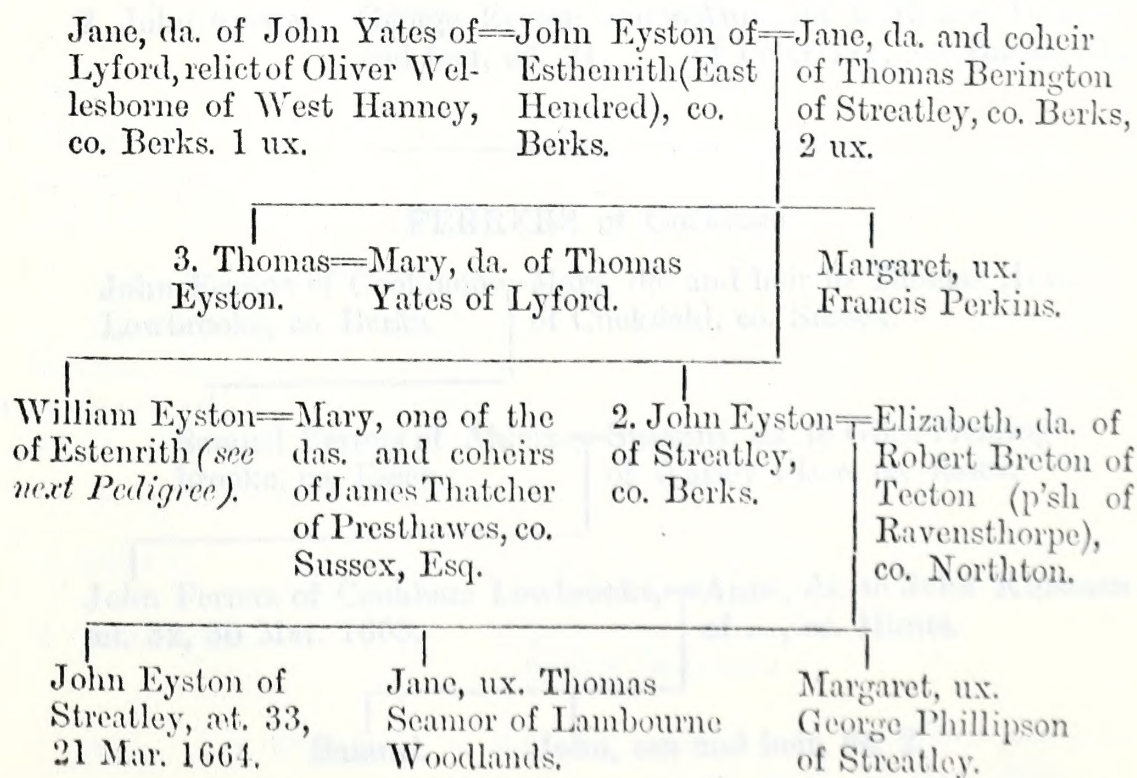 Jane, da. of John Yates of=
Lyford, relict of Oliver Wel-
lesborne of West Hanney,
co. Berks. 1 ux.
John Eyston of=
Esthenrith (East
Hendred), co.
Berks.
Jane, da. and coheir
of Thomas Berington
of Streatley, co. Berks,
2 ux.
3. Thomas=
Eyston.
Mary, da. of Thomas
Yates of Lyford.
Margaret, ux.
Francis Perkins.
William Eyston=
of Estenrith (see
next Pedigree).
Mary, one of the
das. and coheirs
of James Thatcher
of Presthawes, co.
Sussex, Esq.
2. John Eyston=
of Streatley,
co. Berks.
Elizabeth, da. of
Robert Breton of
Teeton (p'sh of
Ravensthorpe),
co. Northton.
John Eyston of
Streatley, æt. 33,
21 Mar. 1664.
Jane, ux. Thomas
Seamor of Lambourne
Woodlands.
Margaret, ux.
George Phillipson
of Streatley.